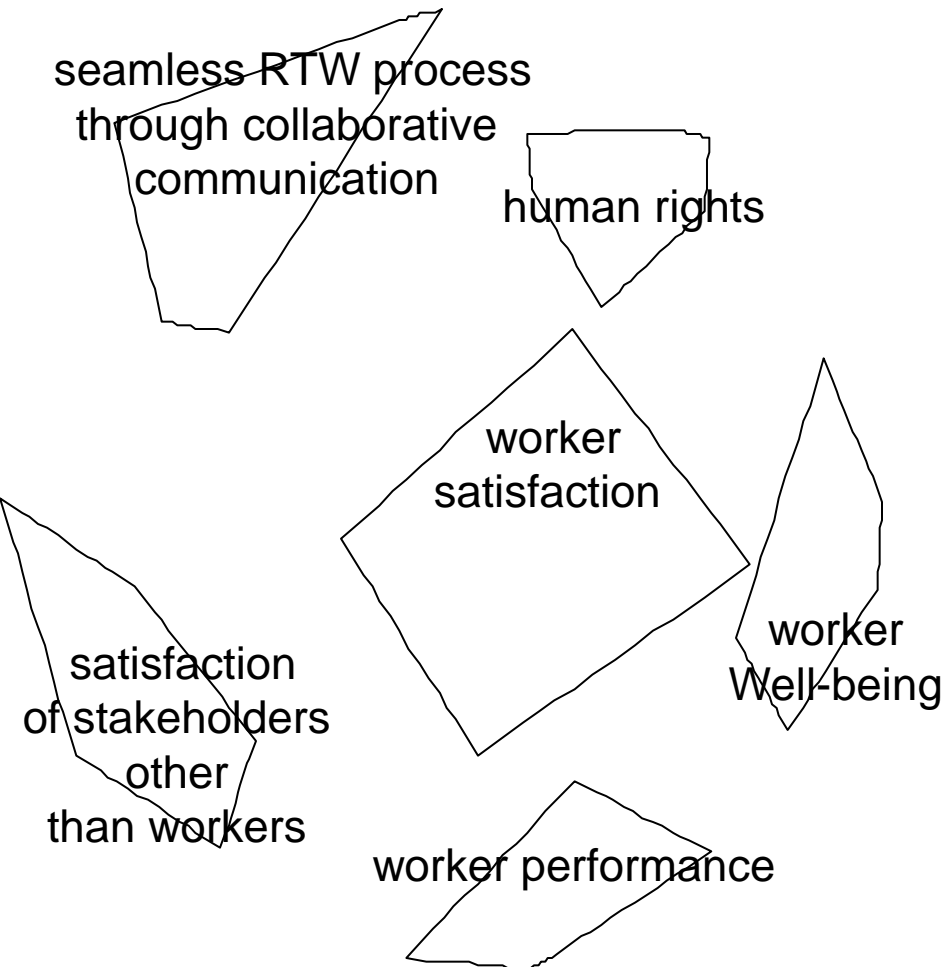 seamless RTW process
through collaborative
communication
human rights
worker
satisfaction
worker
Well-being
satisfaction
of stakeholders
other
than workers
worker performance